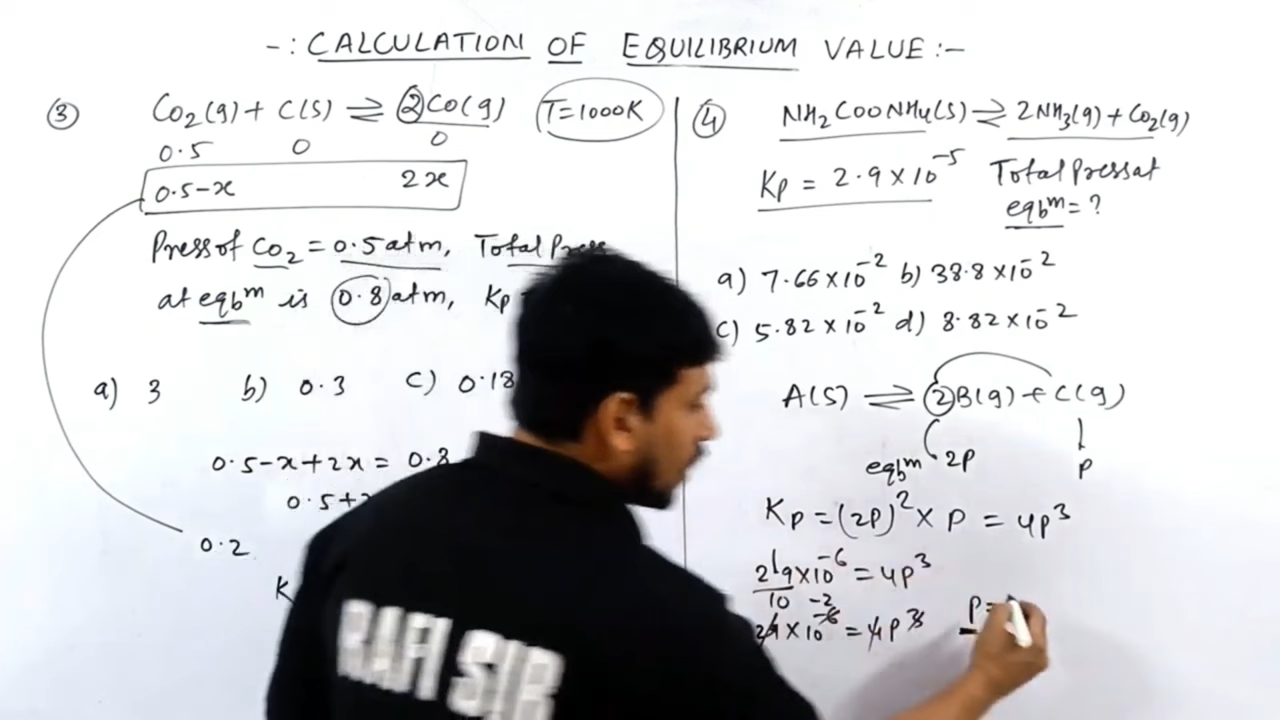 -: CALCULATION OF EQUILIBRIUM VALUE :-
③ CO₂(g) + C(S) ⇌ ②CO(g) T=1000K
0.5 0 0
0.5-x 2x
Press of CO₂ = 0.5 atm, Total Press
at eqbᵐ is 0.8 atm, Kp
a) 3 b) 0.3 c) 0.18
0.5-x+2x = 0.8
0.5+
0.2
K
④ NH₂COONH₄(S) ⇌ 2NH₃(g) + CO₂(g)
Kp = 2.9×10⁻⁵ Total Press at
eqbᵐ = ?
a) 7.66×10⁻² b) 38.8×10⁻²
c) 5.82×10⁻² d) 8.82×10⁻²
A(S) ⇌ ②B(g) + C(g)
eqbᵐ 2P P
Kp = (2P)² × P = 4P³
29×10⁻⁶ = 4P³
10 -2
29×10⁻⁶ = 4P³ P=
RAFI SIR